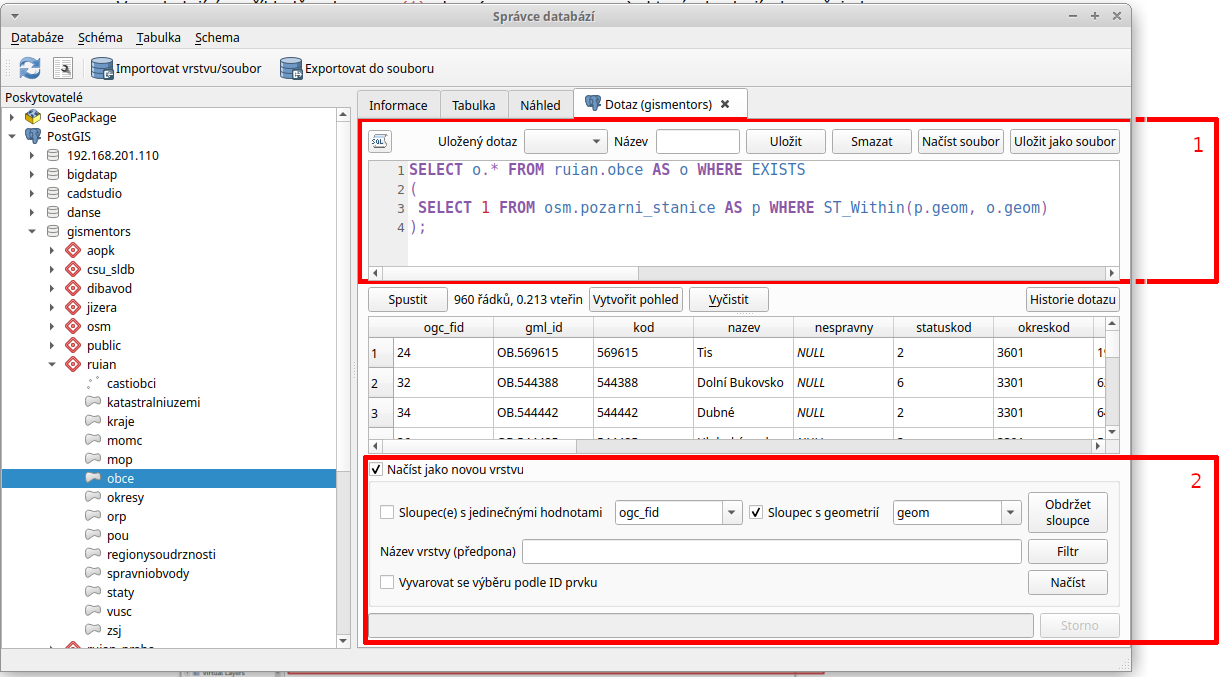 Správce databází
Databáze Schéma Tabulka Schema
Importovat vrstvu/soubor Exportovat do souboru
Poskytovatelé
GeoPackage
PostGIS
192.168.201.110
bigdatap
cadstudio
danse
gismentors
aopk
csu_sldb
dibavod
jizera
osm
public
ruian
castiobci
katastralniuzemi
kraje
momc
mop
obce
okresy
orp
pou
regionysoudrznosti
spravniobvody
staty
vusc
zsj
Informace Tabulka Náhled Dotaz (gismentors)
1
SQL Uložený dotaz Název Uložit Smazat Načíst soubor Uložit jako soubor
1 SELECT o.* FROM ruian.obce AS o WHERE EXISTS
2 (
3 SELECT 1 FROM osm.pozarni_stanice AS p WHERE ST_Within(p.geom, o.geom)
4 );
Spustit 960 řádků, 0.213 vteřin Vytvořit pohled Vyčistit Historie dotazu
ogc_fid gml_id kod nazev nespravny statuskod okreskod
1 24 OB.569615 569615 Tis NULL 2 3601
2 32 OB.544388 544388 Dolní Bukovsko NULL 6 3301
3 34 OB.544442 544442 Dubné NULL 2 3301
2
Načíst jako novou vrstvu
Sloupec(e) s jedinečnými hodnotami ogc_fid Sloupec s geometrií geom Obdržet sloupce
Název vrstvy (předpona) Filtr
Vyvarovat se výběru podle ID prvku Načíst
Storno
Virtual Layers